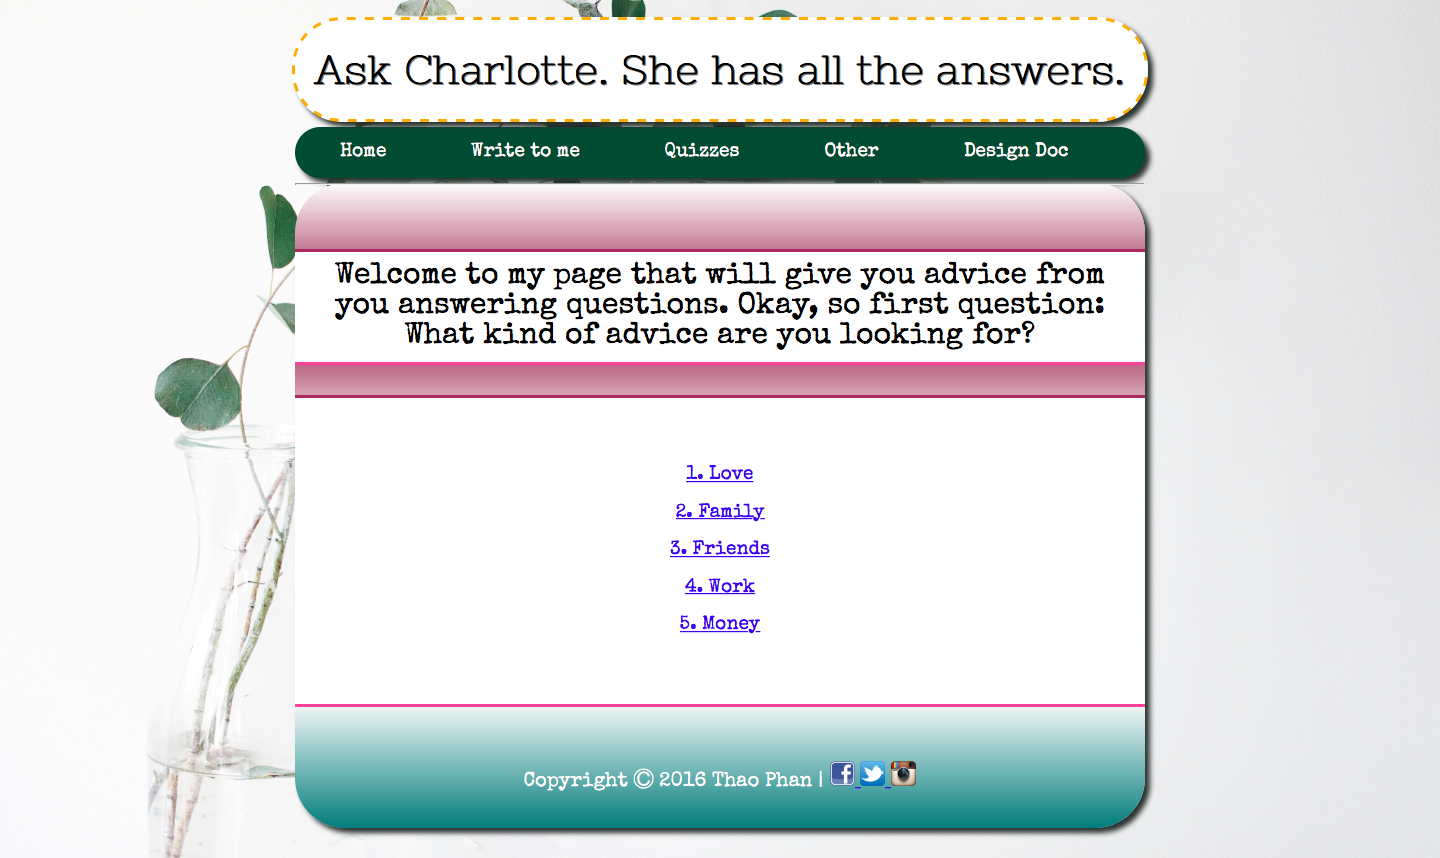 Ask Charlotte. She has all the answers.
Home Write to me Quizzes Other Design Doc
Welcome to my page that will give you advice from
you answering questions. Okay, so first question:
What kind of advice are you looking for?
1. Love
2. Family
3. Friends
4. Work
5. Money
Copyright © 2016 Thao Phan |